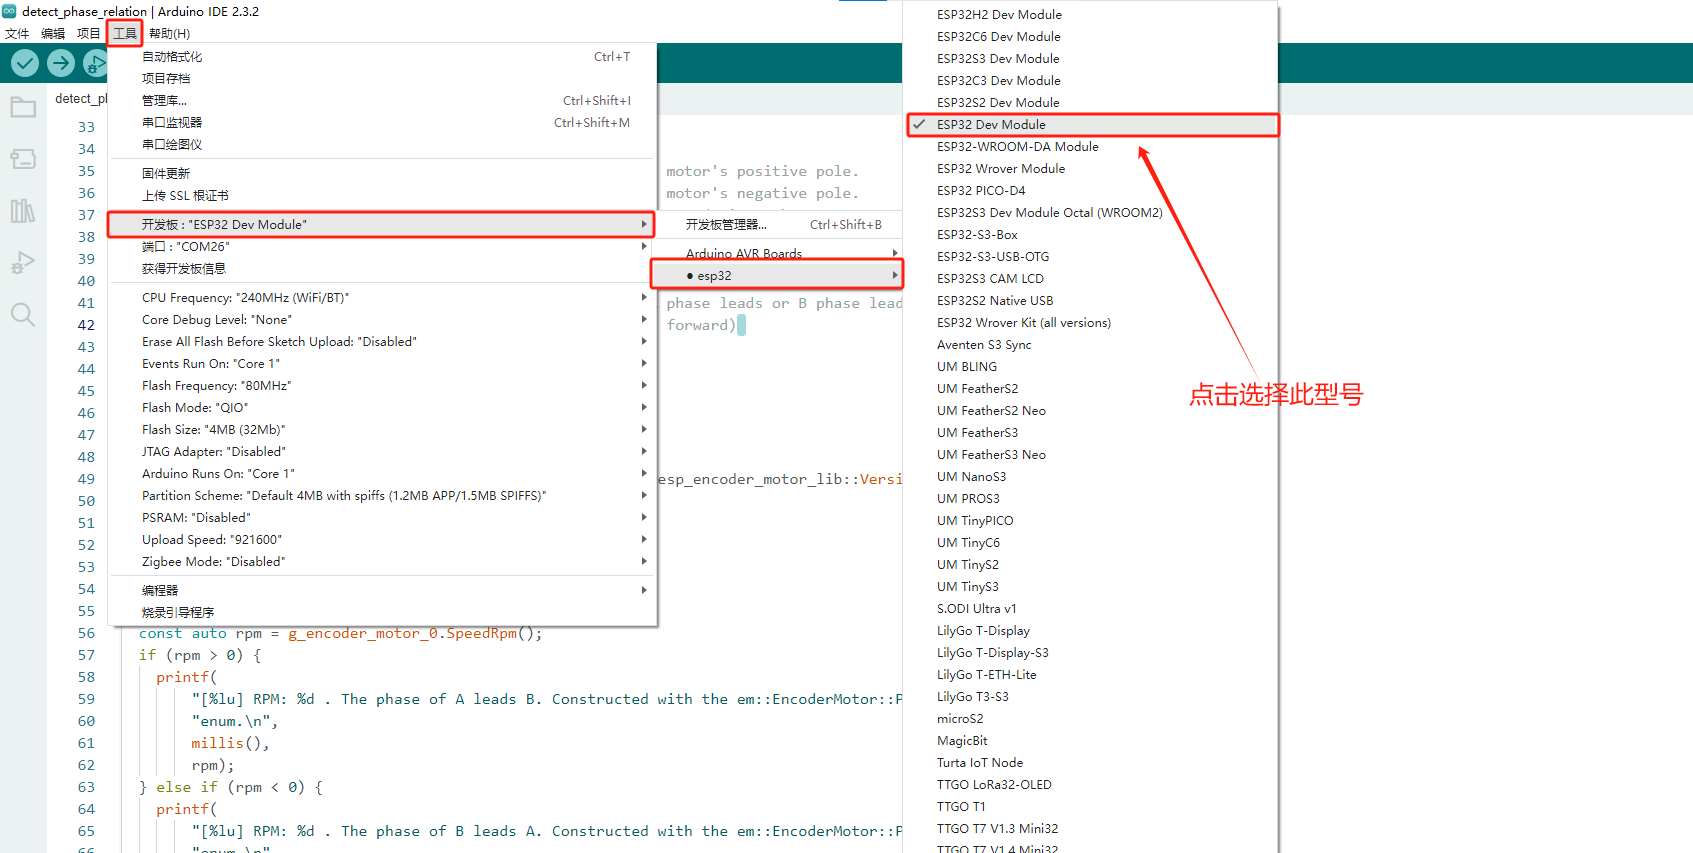 detect_phase_relation | Arduino IDE 2.3.2
文件 编辑 项目 工具 帮助(H)
detect_pl
自动格式化 Ctrl+T
项目存档
管理库... Ctrl+Shift+I
串口监视器 Ctrl+Shift+M
串口绘图仪
固件更新
上传 SSL 根证书
开发板 : "ESP32 Dev Module"
端口 : "COM26"
获得开发板信息
CPU Frequency: "240MHz (WiFi/BT)"
Core Debug Level: "None"
Erase All Flash Before Sketch Upload: "Disabled"
Events Run On: "Core 1"
Flash Frequency: "80MHz"
Flash Mode: "QIO"
Flash Size: "4MB (32Mb)"
JTAG Adapter: "Disabled"
Arduino Runs On: "Core 1"
Partition Scheme: "Default 4MB with spiffs (1.2MB APP/1.5MB SPIFFS)"
PSRAM: "Disabled"
Upload Speed: "921600"
Zigbee Mode: "Disabled"
编程器
烧录引导程序
开发板管理器... Ctrl+Shift+B
Arduino AVR Boards
● esp32
ESP32H2 Dev Module
ESP32C6 Dev Module
ESP32S3 Dev Module
ESP32C3 Dev Module
ESP32S2 Dev Module
ESP32 Dev Module
ESP32-WROOM-DA Module
ESP32 Wrover Module
ESP32 PICO-D4
ESP32S3 Dev Module Octal (WROOM2)
ESP32-S3-Box
ESP32-S3-USB-OTG
ESP32S3 CAM LCD
ESP32S2 Native USB
ESP32 Wrover Kit (all versions)
Aventen S3 Sync
UM BLING
UM FeatherS2
UM FeatherS2 Neo
UM FeatherS3
UM FeatherS3 Neo
UM NanoS3
UM PROS3
UM TinyPICO
UM TinyC6
UM TinyS2
UM TinyS3
S.ODI Ultra v1
LilyGo T-Display
LilyGo T-Display-S3
LilyGo T-ETH-Lite
LilyGo T3-S3
microS2
MagicBit
Turta IoT Node
TTGO LoRa32-OLED
TTGO T1
TTGO T7 V1.3 Mini32
TTGO T7 V1.4 Mini32
点击选择此型号
33
34
35 motor's positive pole.
36 motor's negative pole.
37
38
39
40
41 phase leads or B phase lead
42 forward)
43
44
45
46
47
48
49 esp_encoder_motor_lib::Versi
50
51
52
53
54
55
56 const auto rpm = g_encoder_motor_0.SpeedRpm();
57 if (rpm > 0) {
58 printf(
59 "[%lu] RPM: %d . The phase of A leads B. Constructed with the em::EncoderMotor::P
60 "enum.\n",
61 millis(),
62 rpm);
63 } else if (rpm < 0) {
64 printf(
65 "[%lu] RPM: %d . The phase of B leads A. Constructed with the em::EncoderMotor::P
66 "enum.\n"